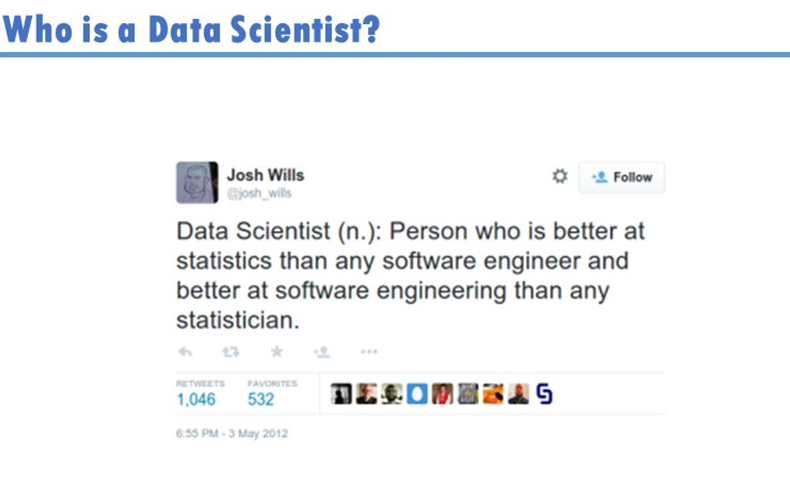 Who is a Data Scientist?
Josh Wills
@josh_wills
Follow
Data Scientist (n.): Person who is better at
statistics than any software engineer and
better at software engineering than any
statistician.
RETWEETS FAVORITES
1,046 532
6:55 PM - 3 May 2012